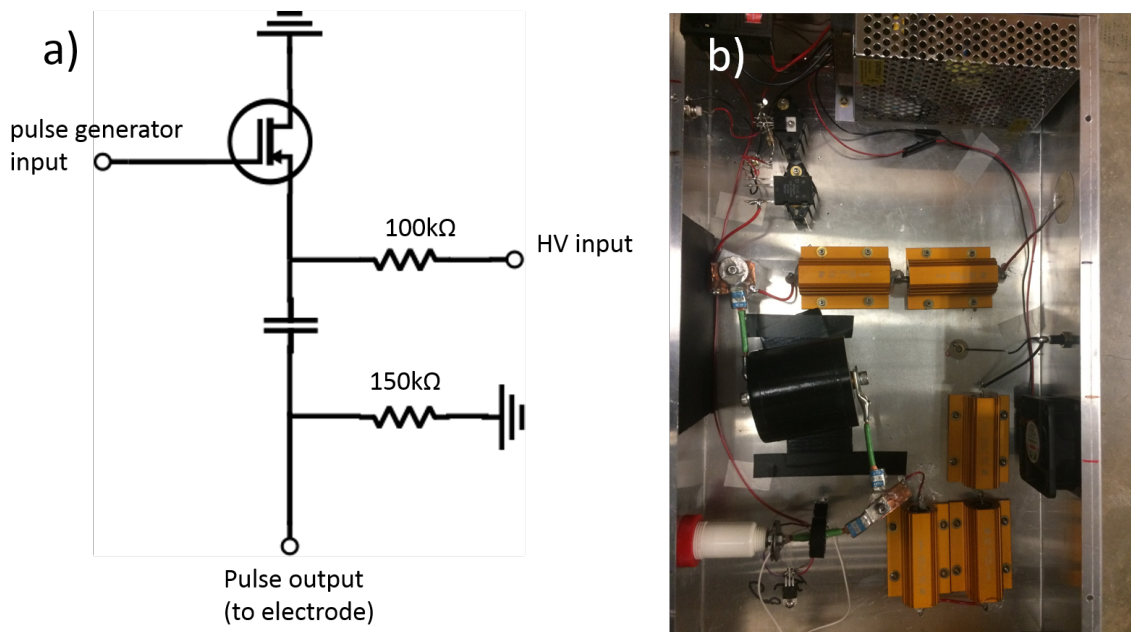 a)
pulse generator
input
100kΩ
HV input
150kΩ
Pulse output
(to electrode)
b)